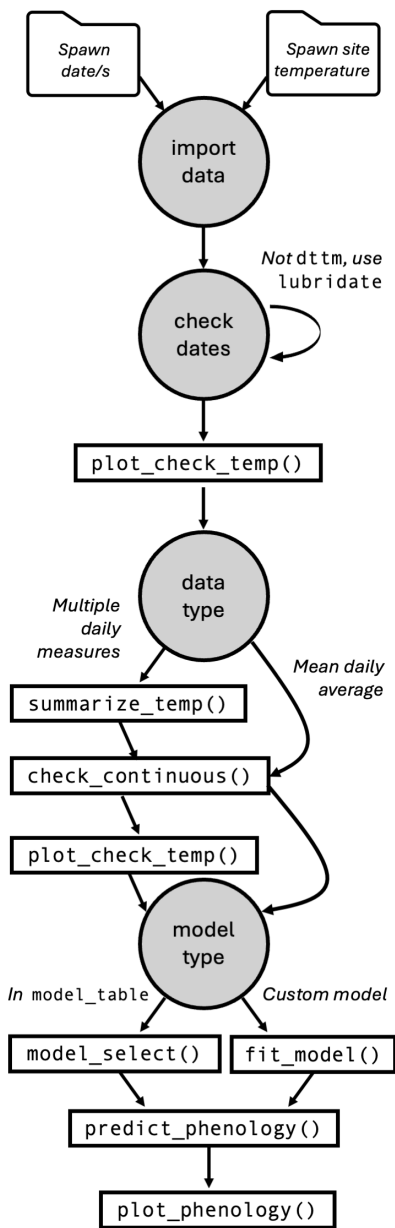 Spawn
date/s
Spawn site
temperature
import
data
Not dttm, use
lubridate
check
dates
plot_check_temp()
data
type
Multiple
daily
measures
Mean daily
average
summarize_temp()
check_continuous()
plot_check_temp()
model
type
In model_table
Custom model
model_select()
fit_model()
predict_phenology()
plot_phenology()